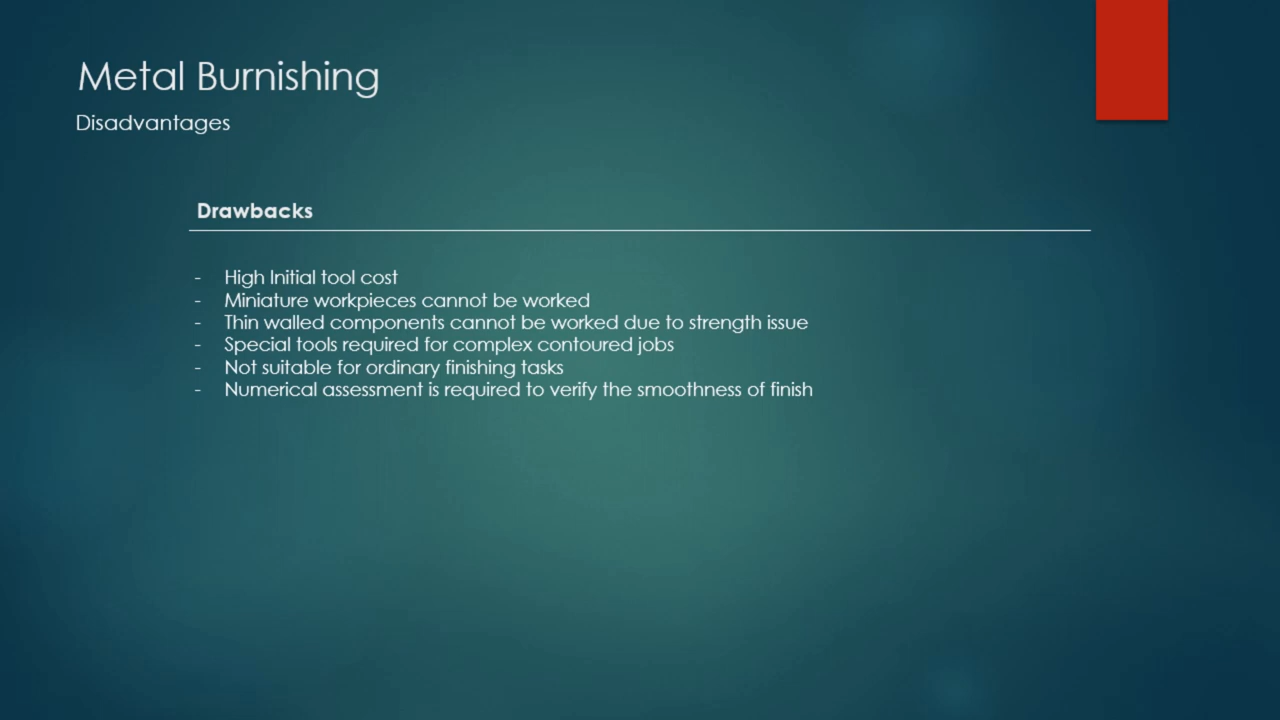 Metal Burnishing
Disadvantages
Drawbacks
- High Initial tool cost
- Miniature workpieces cannot be worked
- Thin walled components cannot be worked due to strength issue
- Special tools required for complex contoured jobs
- Not suitable for ordinary finishing tasks
- Numerical assessment is required to verify the smoothness of finish